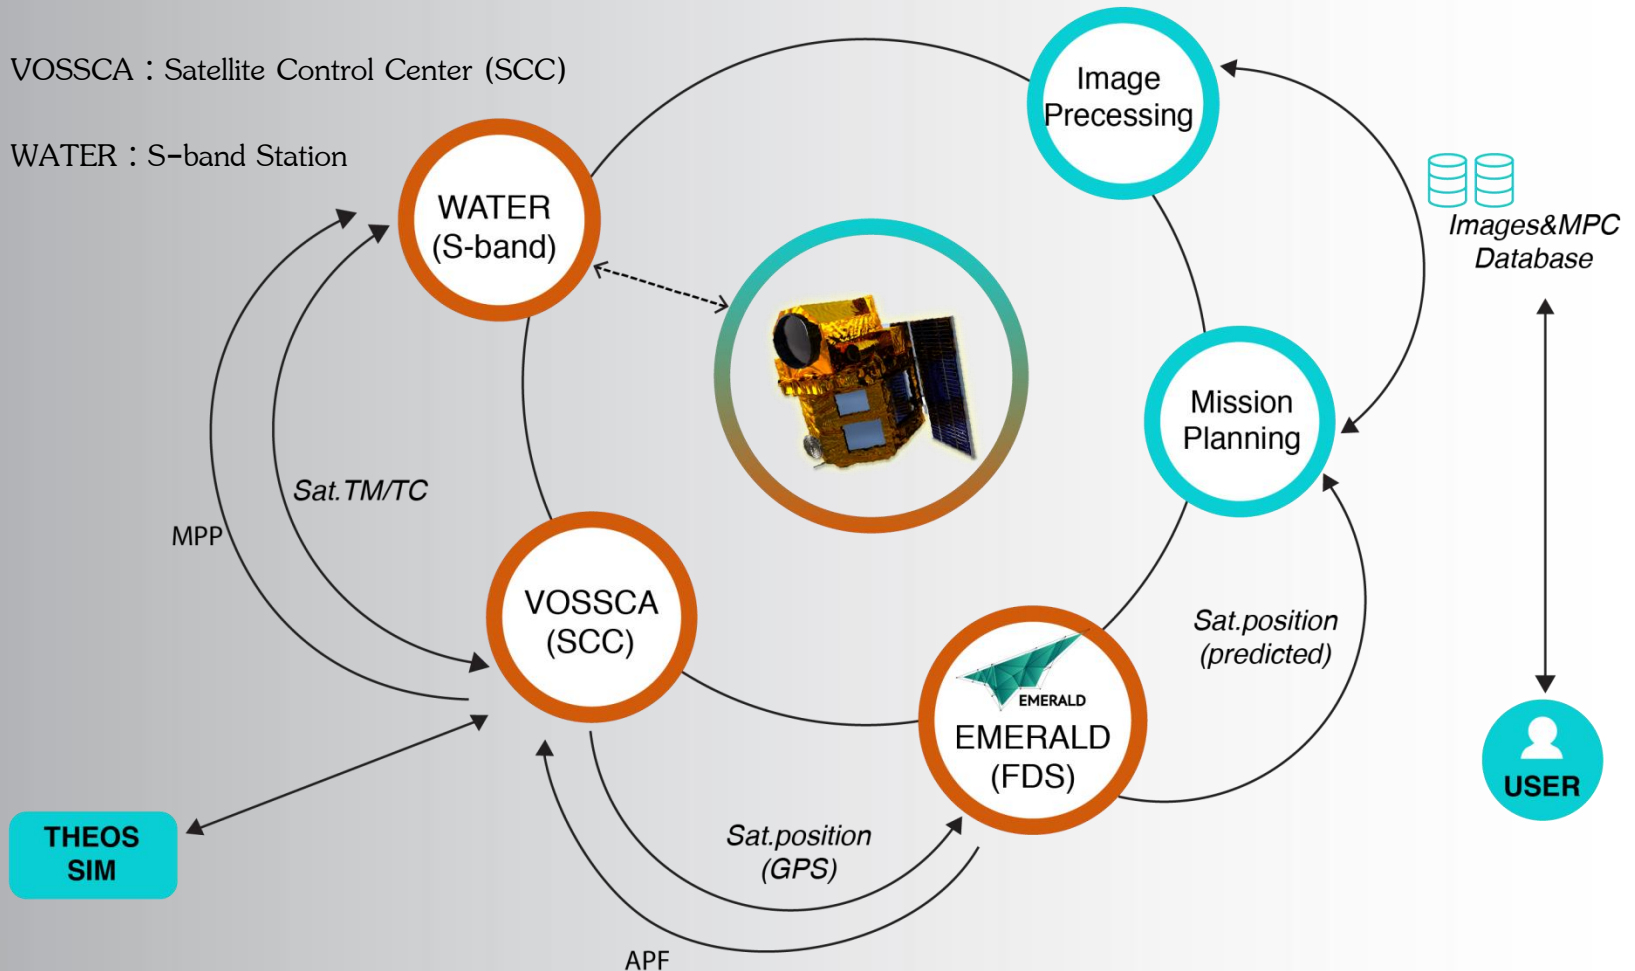 VOSSCA : Satellite Control Center (SCC)
WATER : S-band Station
WATER
(S-band)
Image
Precessing
Images&MPC
Database
Mission
Planning
Sat.TM/TC
MPP
VOSSCA
(SCC)
Sat.position
(predicted)
EMERALD
EMERALD
(FDS)
USER
THEOS
SIM
Sat.position
(GPS)
APF